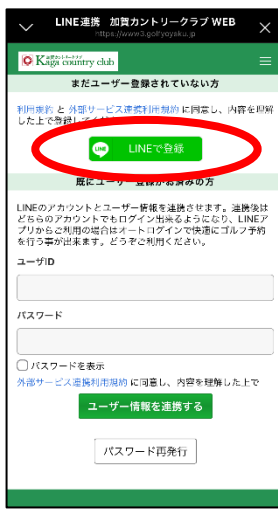 LINE連携 加賀カントリークラブ WEB
https://www3.golfyoyaku.jp
Kaga country club
まだユーザー登録されていない方
利用規約 と 外部サービス連携利用規約 に同意し、内容を理解
した上で登録して
LINEで登録
既にユーザー登録がお済みの方
LINEのアカウントとユーザー情報を連携させます。連携後は
どちらのアカウントでもログイン出来るようになり、LINEア
プリからご利用の場合はオートログインで快適にゴルフ予約
を行う事が出来ます。どうぞご利用ください。
ユーザID
パスワード
パスワードを表示
外部サービス連携利用規約 に同意し、内容を理解した上で
ユーザー情報を連携する
パスワード再発行